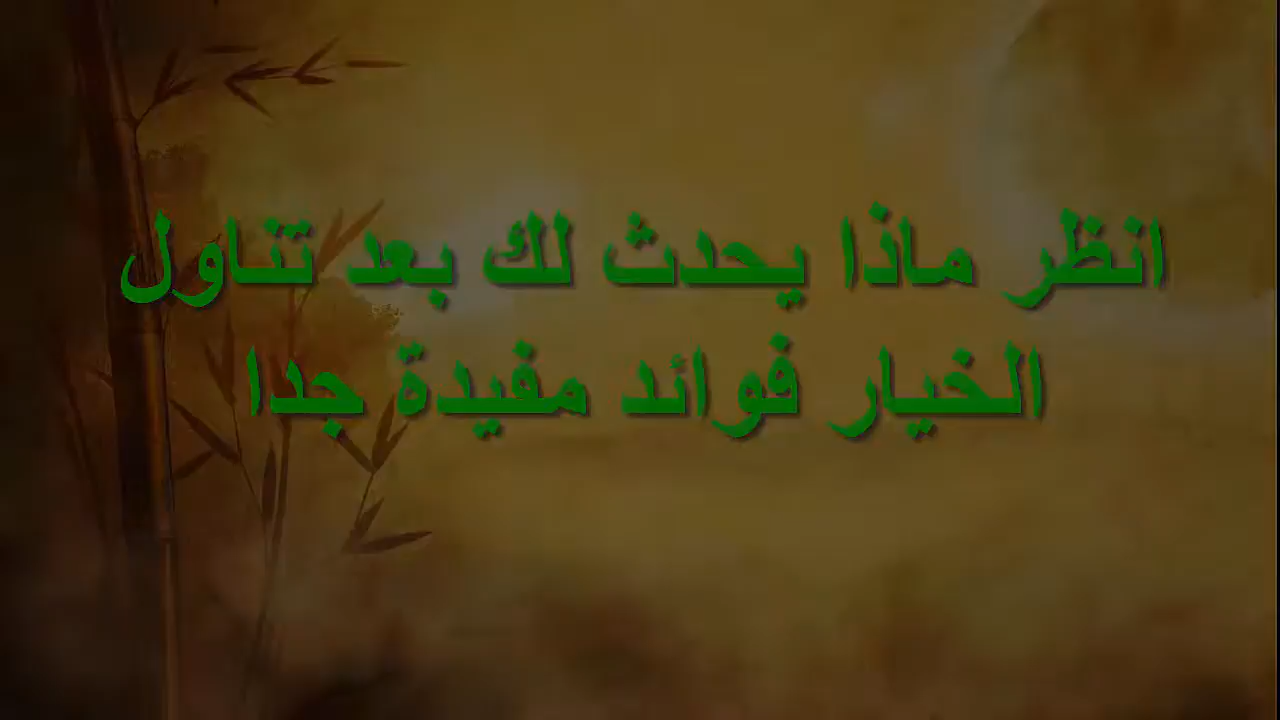 انظر ماذا يحدث لك بعد تناول
الخيار فوائد مفيدة جدا